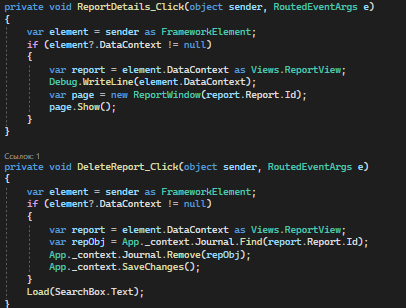 private void ReportDetails_Click(object sender, RoutedEventArgs e)
{
    var element = sender as FrameworkElement;
    if (element?.DataContext != null)
    {
        var report = element.DataContext as Views.ReportView;
        Debug.WriteLine(element.DataContext);
        var page = new ReportWindow(report.Report.Id);
        page.Show();
    }
}
Ссылок: 1
private void DeleteReport_Click(object sender, RoutedEventArgs e)
{
    var element = sender as FrameworkElement;
    if (element?.DataContext != null)
    {
        var report = element.DataContext as Views.ReportView;
        var repObj = App._context.Journal.Find(report.Report.Id);
        App._context.Journal.Remove(repObj);
        App._context.SaveChanges();
    }
    Load(SearchBox.Text);
}